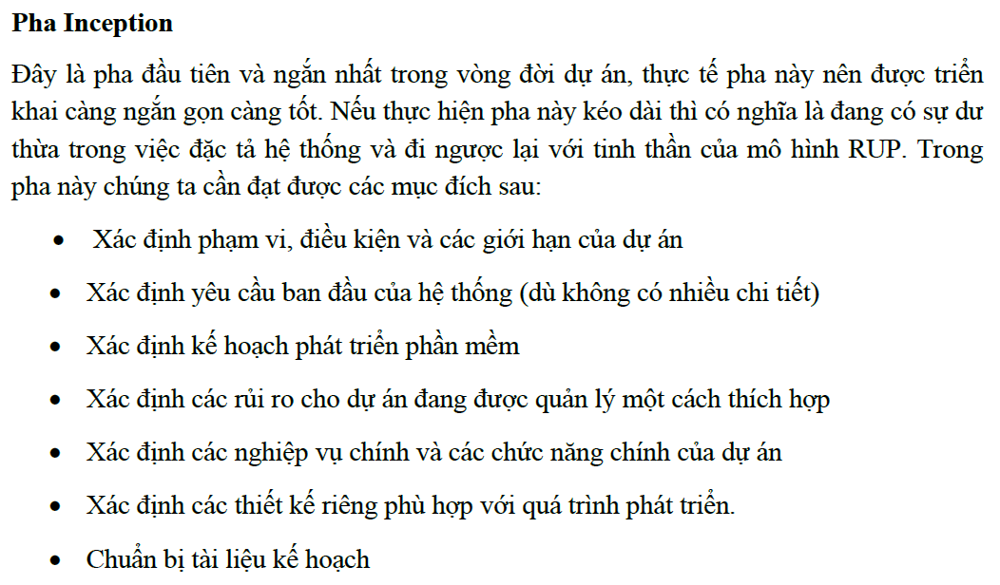 Pha Inception
Đây là pha đầu tiên và ngắn nhất trong vòng đời dự án, thực tế pha này nên được triển
khai càng ngắn gọn càng tốt. Nếu thực hiện pha này kéo dài thì có nghĩa là đang có sự dư
thừa trong việc đặc tả hệ thống và đi ngược lại với tinh thần của mô hình RUP. Trong
pha này chúng ta cần đạt được các mục đích sau:
• Xác định phạm vi, điều kiện và các giới hạn của dự án
• Xác định yêu cầu ban đầu của hệ thống (dù không có nhiều chi tiết)
• Xác định kế hoạch phát triển phần mềm
• Xác định các rủi ro cho dự án đang được quản lý một cách thích hợp
• Xác định các nghiệp vụ chính và các chức năng chính của dự án
• Xác định các thiết kế riêng phù hợp với quá trình phát triển.
• Chuẩn bị tài liệu kế hoạch